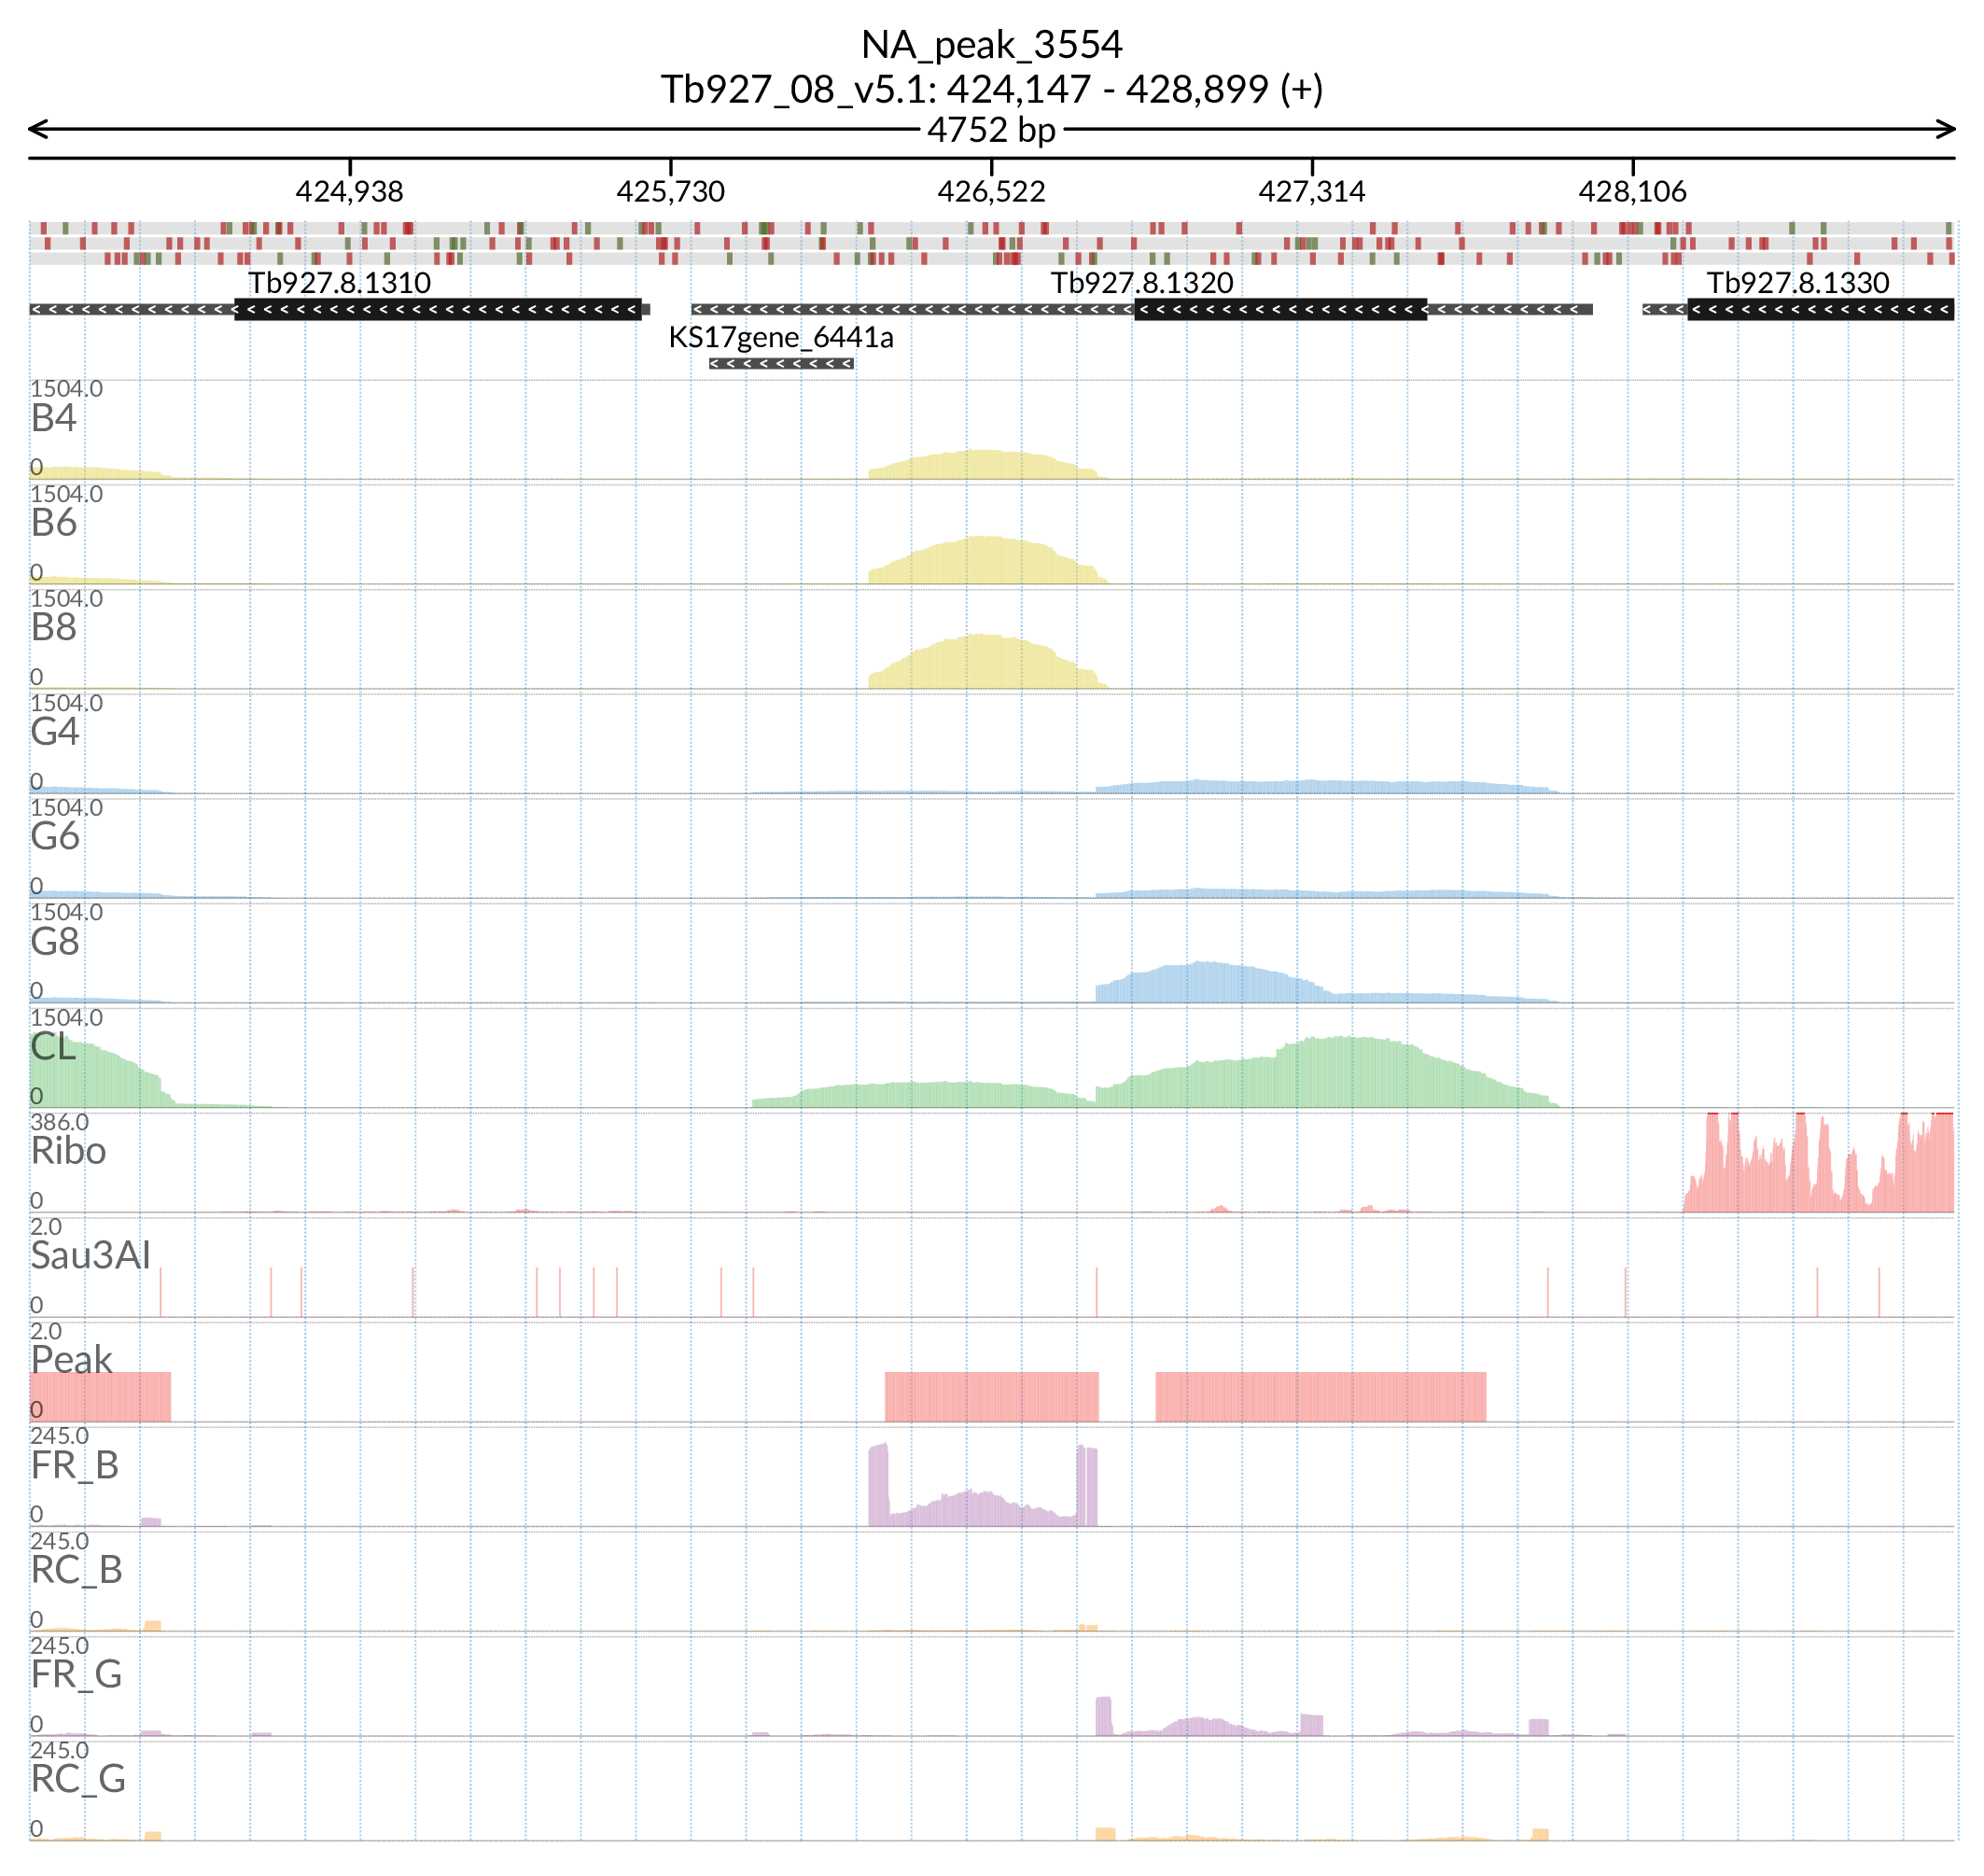 NA_peak_3554
Tb927_08_v5.1: 424,147 - 428,899 (+)
4752 bp
424,938 425,730 426,522 427,314 428,106
Tb927.8.1310 Tb927.8.1320 Tb927.8.1330
KS17gene_6441a
1504.0
B4
0
1504.0
B6
0
1504.0
B8
0
1504.0
G4
0
1504.0
G6
0
1504.0
G8
0
1504.0
CL
0
386.0
Ribo
0
2.0
Sau3AI
0
2.0
Peak
0
245.0
FR_B
0
245.0
RC_B
0
245.0
FR_G
0
245.0
RC_G
0